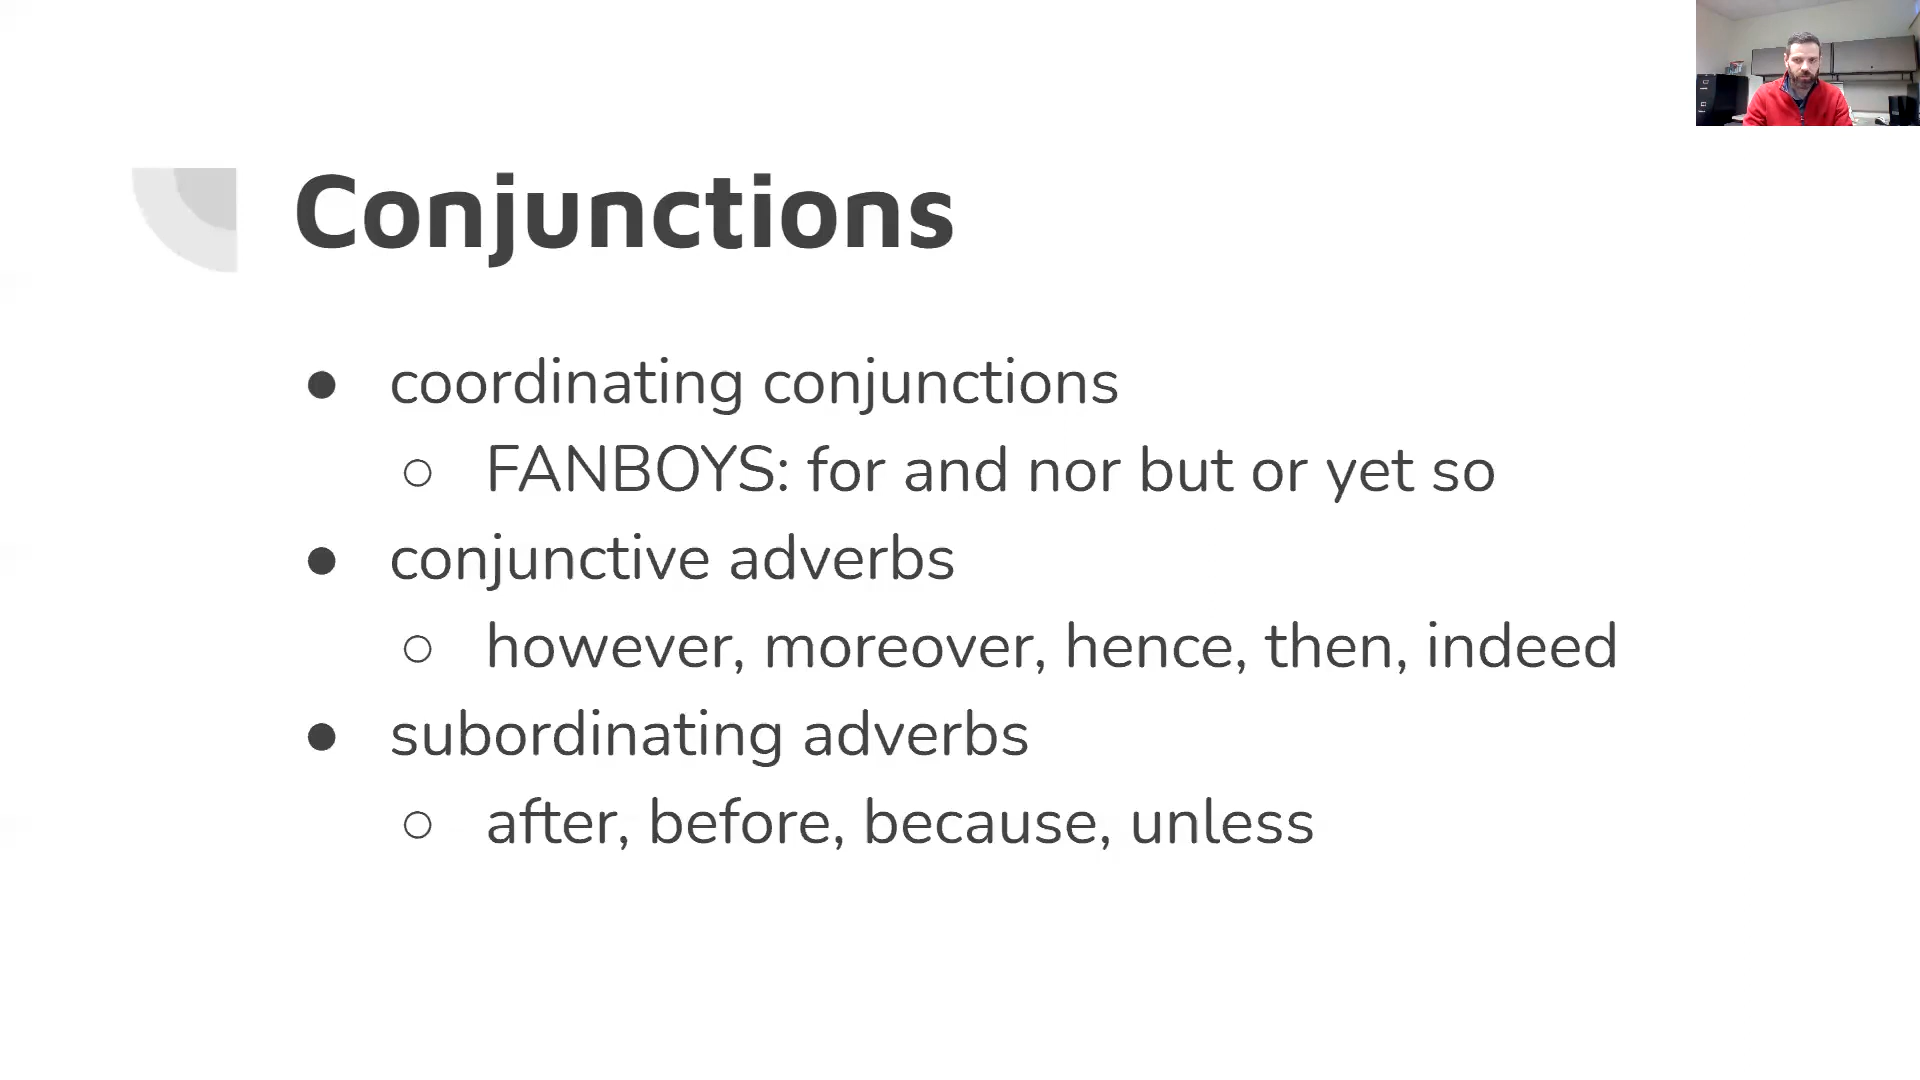 Conjunctions
● coordinating conjunctions
○ FANBOYS: for and nor but or yet so
● conjunctive adverbs
○ however, moreover, hence, then, indeed
● subordinating adverbs
○ after, before, because, unless